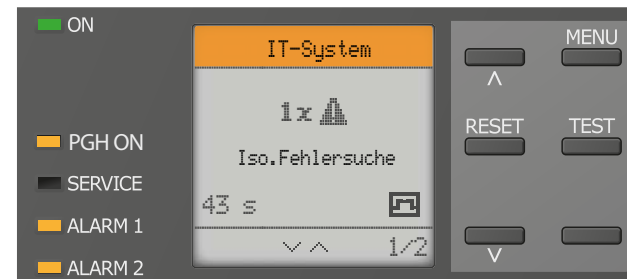 ON
IT-System
MENU
1x
RESET
TEST
PGH ON
Iso.Fehlersuche
SERVICE
43 s
ALARM 1
1/2
ALARM 2